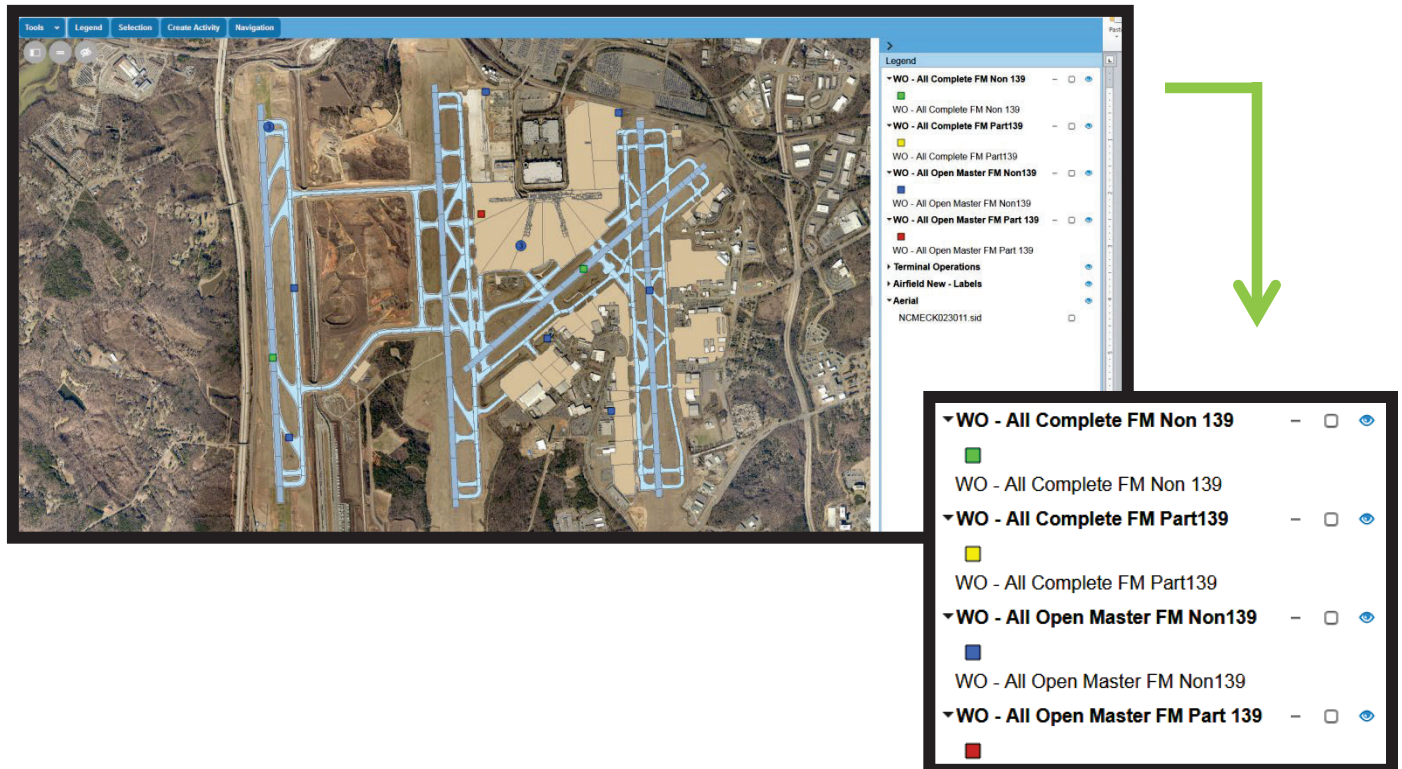 Tools Legend Selection Create Activity Navigation
Legend
WO - All Complete FM Non 139
WO - All Complete FM Non 139
WO - All Complete FM Part139
WO - All Complete FM Part139
WO - All Open Master FM Non139
WO - All Open Master FM Non139
WO - All Open Master FM Part 139
WO - All Open Master FM Part 139
Terminal Operations
Airfield New - Labels
Aerial
NCMECK023011.sid
3
3
WO - All Complete FM Non 139
WO - All Complete FM Non 139
WO - All Complete FM Part139
WO - All Complete FM Part139
WO - All Open Master FM Non139
WO - All Open Master FM Non139
WO - All Open Master FM Part 139